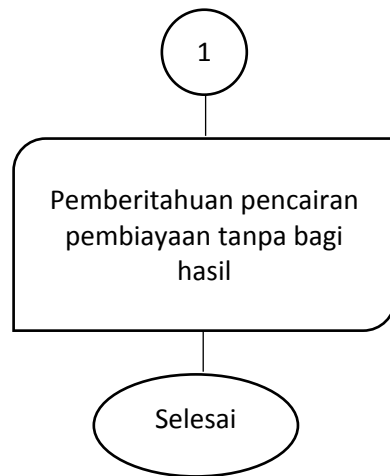 1
Pemberitahuan pencairan
pembiayaan tanpa bagi
hasil
Selesai